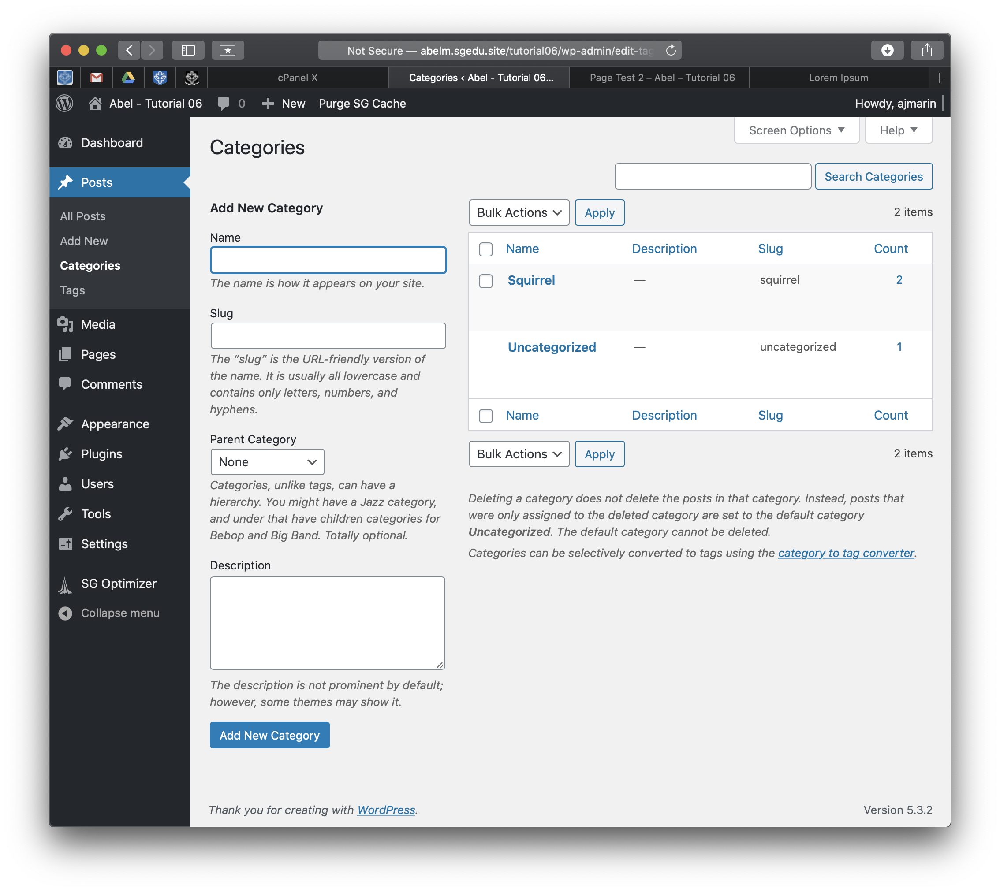 Not Secure — abelm.sgedu.site/tutorial06/wp-admin/edit-tag
cPanel X
Categories ‹ Abel - Tutorial 06...
Page Test 2 – Abel – Tutorial 06
Lorem Ipsum
Abel - Tutorial 06
0
New
Purge SG Cache
Howdy, ajmarin
Dashboard
Posts
All Posts
Add New
Categories
Tags
Media
Pages
Comments
Appearance
Plugins
Users
Tools
Settings
SG Optimizer
Collapse menu
Screen Options
Help
Categories
Search Categories
Add New Category
Name
The name is how it appears on your site.
Slug
The “slug” is the URL-friendly version of
the name. It is usually all lowercase and
contains only letters, numbers, and
hyphens.
Parent Category
None
Categories, unlike tags, can have a
hierarchy. You might have a Jazz category,
and under that have children categories for
Bebop and Big Band. Totally optional.
Description
The description is not prominent by default;
however, some themes may show it.
Add New Category
Bulk Actions Apply 2 items
Name Description Slug Count
Squirrel — squirrel 2
Uncategorized — uncategorized 1
Name Description Slug Count
Bulk Actions Apply 2 items
Deleting a category does not delete the posts in that category. Instead, posts that
were only assigned to the deleted category are set to the default category
Uncategorized. The default category cannot be deleted.
Categories can be selectively converted to tags using the category to tag converter.
Thank you for creating with WordPress.
Version 5.3.2